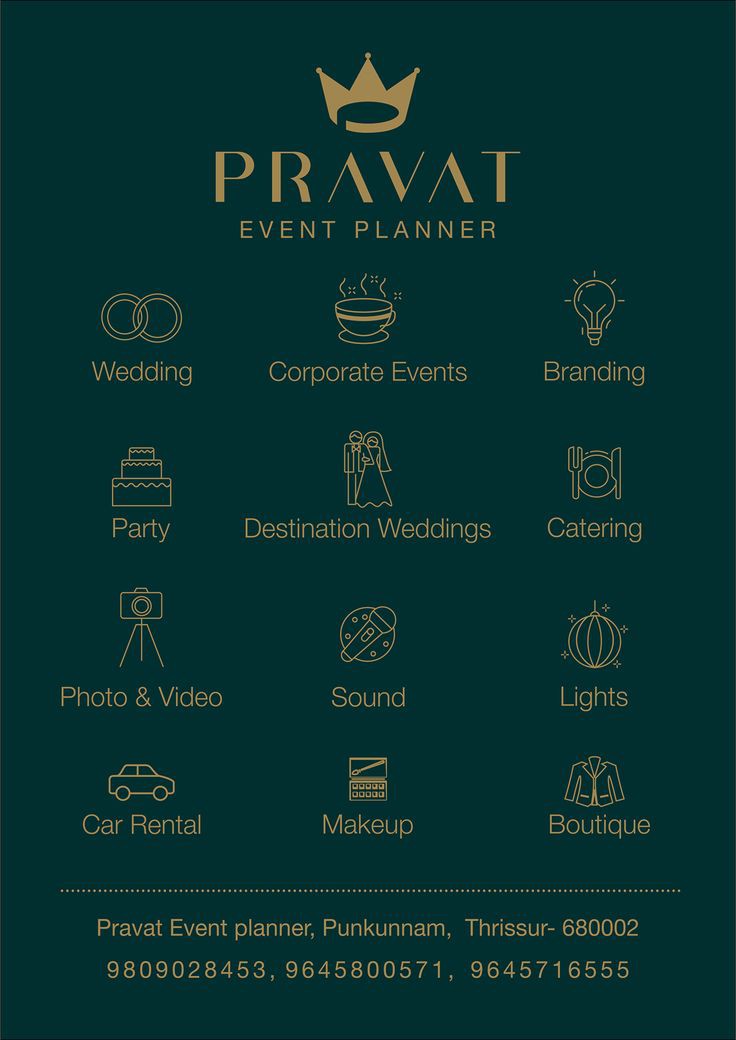 PRAVAT
EVENT PLANNER
Wedding
Corporate Events
Branding
Party
Destination Weddings
Catering
Photo & Video
Sound
Lights
Car Rental
Makeup
Boutique
Pravat Event planner, Punkunnam, Thrissur- 680002
9809028453, 9645800571, 9645716555